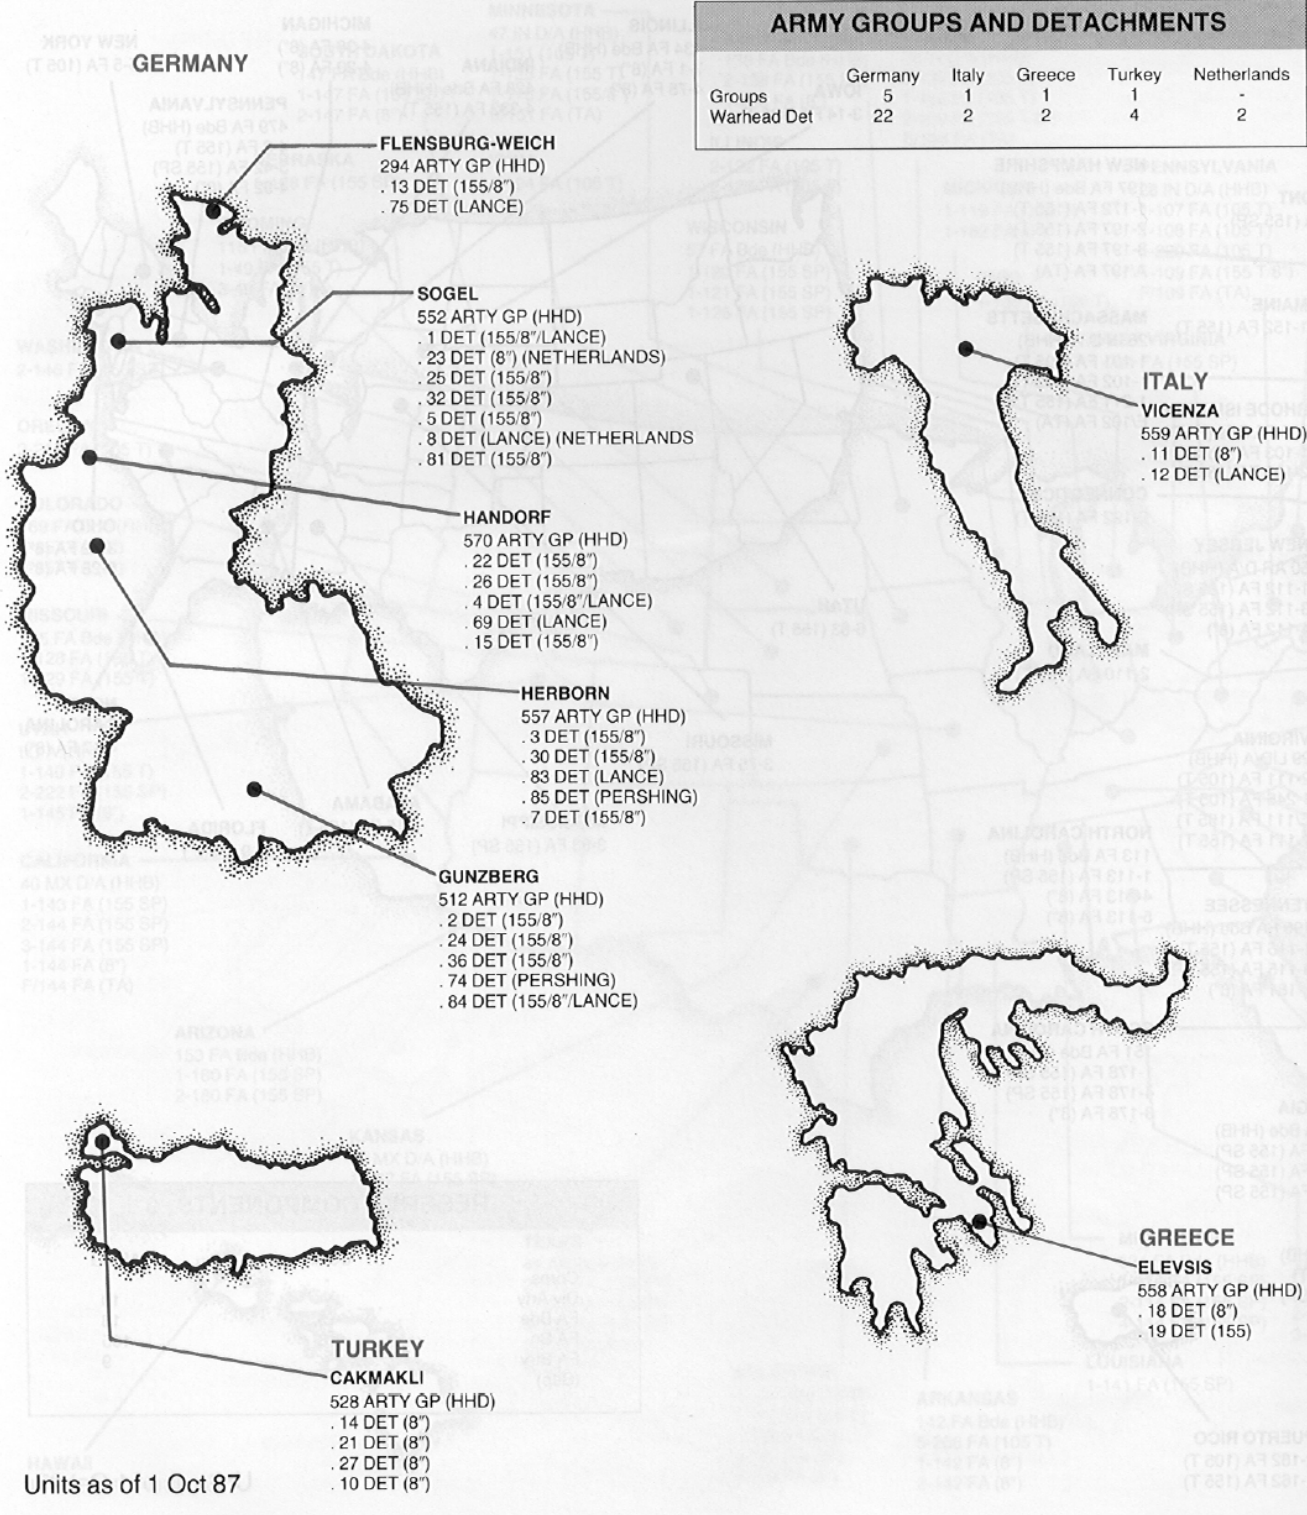 ARMY GROUPS AND DETACHMENTS
Germany Italy Greece Turkey Netherlands
Groups 5 1 1 1 -
Warhead Det 22 2 2 4 2
GERMANY
FLENSBURG-WEICH
294 ARTY GP (HHD)
. 13 DET (155/8″)
. 75 DET (LANCE)
SOGEL
552 ARTY GP (HHD)
. 1 DET (155/8″/LANCE)
. 23 DET (8″) (NETHERLANDS)
. 25 DET (155/8″)
. 32 DET (155/8″)
. 5 DET (155/8″)
. 8 DET (LANCE) (NETHERLANDS
. 81 DET (155/8″)
HANDORF
570 ARTY GP (HHD)
. 22 DET (155/8″)
. 26 DET (155/8″)
. 4 DET (155/8″/LANCE)
. 69 DET (LANCE)
. 15 DET (155/8″)
HERBORN
557 ARTY GP (HHD)
. 3 DET (155/8″)
. 30 DET (155/8″)
. 83 DET (LANCE)
. 85 DET (PERSHING)
. 7 DET (155/8″)
GUNZBERG
512 ARTY GP (HHD)
. 2 DET (155/8″)
. 24 DET (155/8″)
. 36 DET (155/8″)
. 74 DET (PERSHING)
. 84 DET (155/8″/LANCE)
ITALY
VICENZA
559 ARTY GP (HHD)
. 11 DET (8″)
. 12 DET (LANCE)
GREECE
ELEVSIS
558 ARTY GP (HHD)
. 18 DET (8″)
. 19 DET (155)
TURKEY
CAKMAKLI
528 ARTY GP (HHD)
. 14 DET (8″)
. 21 DET (8″)
. 27 DET (8″)
. 10 DET (8″)
Units as of 1 Oct 87